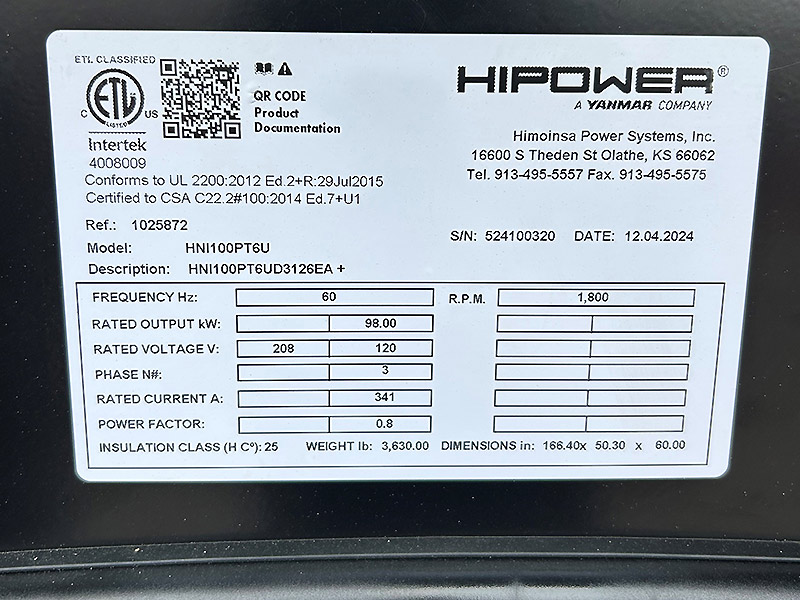 ETL CLASSIFIED
ETL
LISTED
C US
Intertek
4008009
QR CODE
Product
Documentation
HIPOWER®
A YANMAR COMPANY
Himoinsa Power Systems, Inc.
16600 S Theden St Olathe, KS 66062
Tel. 913-495-5557 Fax. 913-495-5575
Conforms to UL 2200:2012 Ed.2+R:29Jul2015
Certified to CSA C22.2#100:2014 Ed.7+U1
Ref.: 1025872
Model: HNI100PT6U
S/N: 524100320 DATE: 12.04.2024
Description: HNI100PT6UD3126EA +
FREQUENCY Hz: 60 R.P.M. 1,800
RATED OUTPUT kW: 98.00
RATED VOLTAGE V: 208 120
PHASE N#: 3
RATED CURRENT A: 341
POWER FACTOR: 0.8
INSULATION CLASS (H Cº): 25 WEIGHT lb: 3,630.00 DIMENSIONS in: 166.40x 50.30 x 60.00